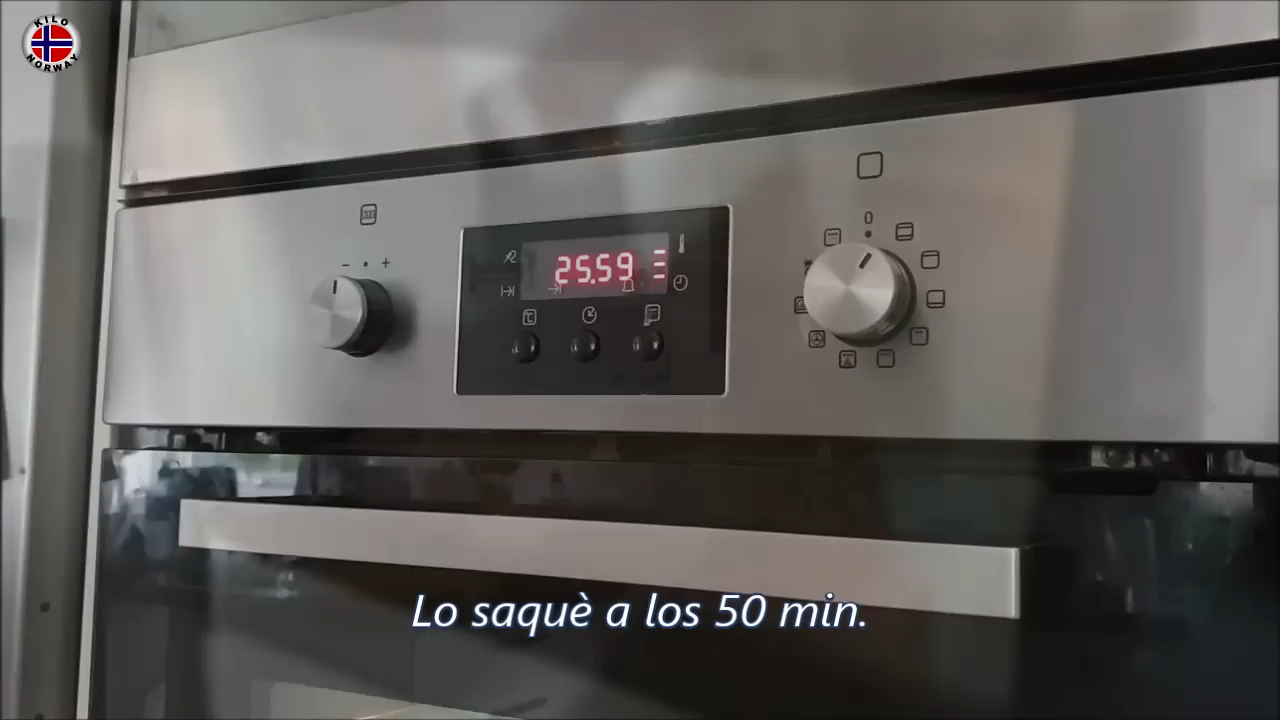 KILO
NORWAY
0
- • +
25.59
°C
Lo saquè a los 50 min.